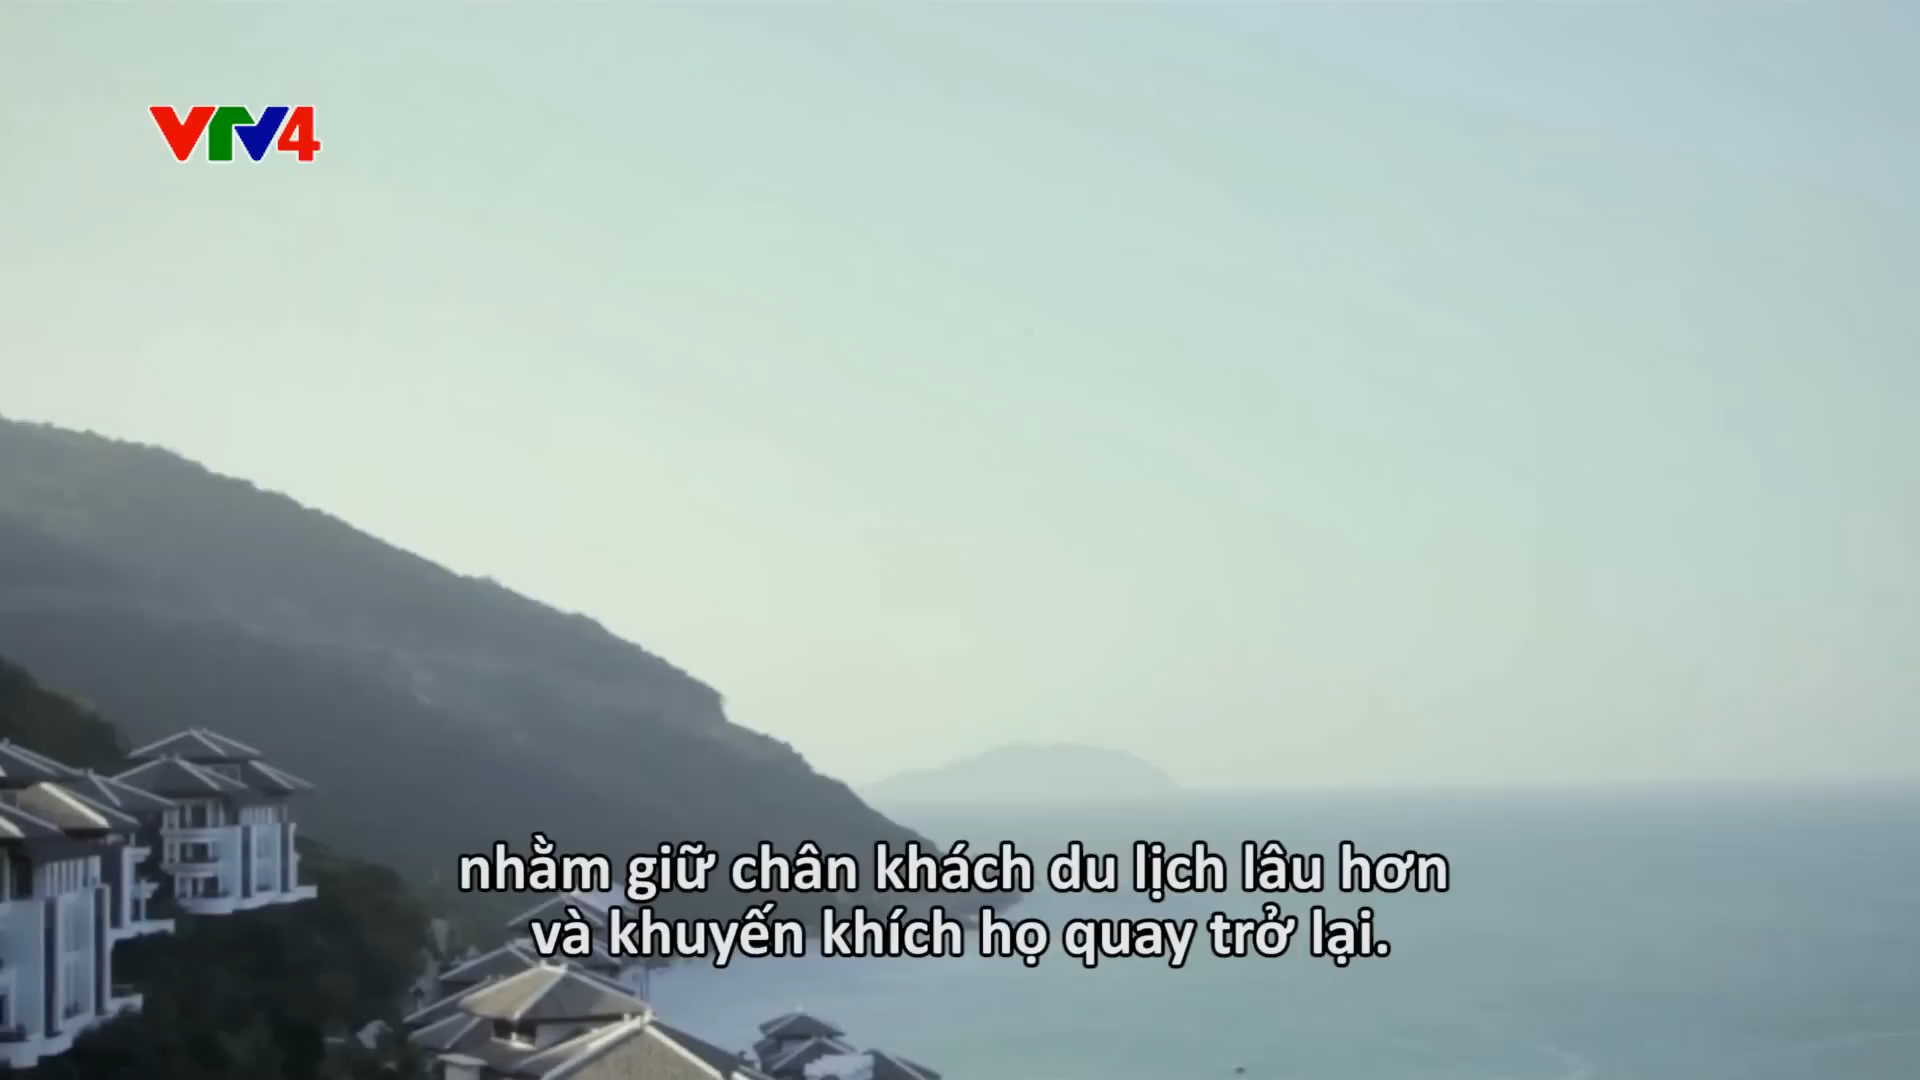 VTV4
nhằm giữ chân khách du lịch lâu hơn
và khuyến khích họ quay trở lại.